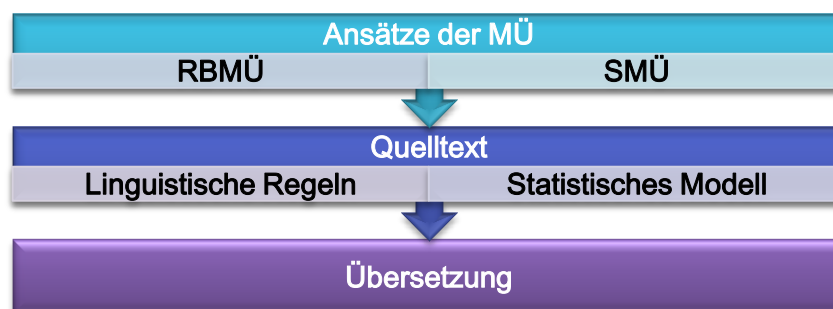 Ansätze der MÜ
RBMÜ SMÜ
Quelltext
Linguistische Regeln Statistisches Modell
Übersetzung